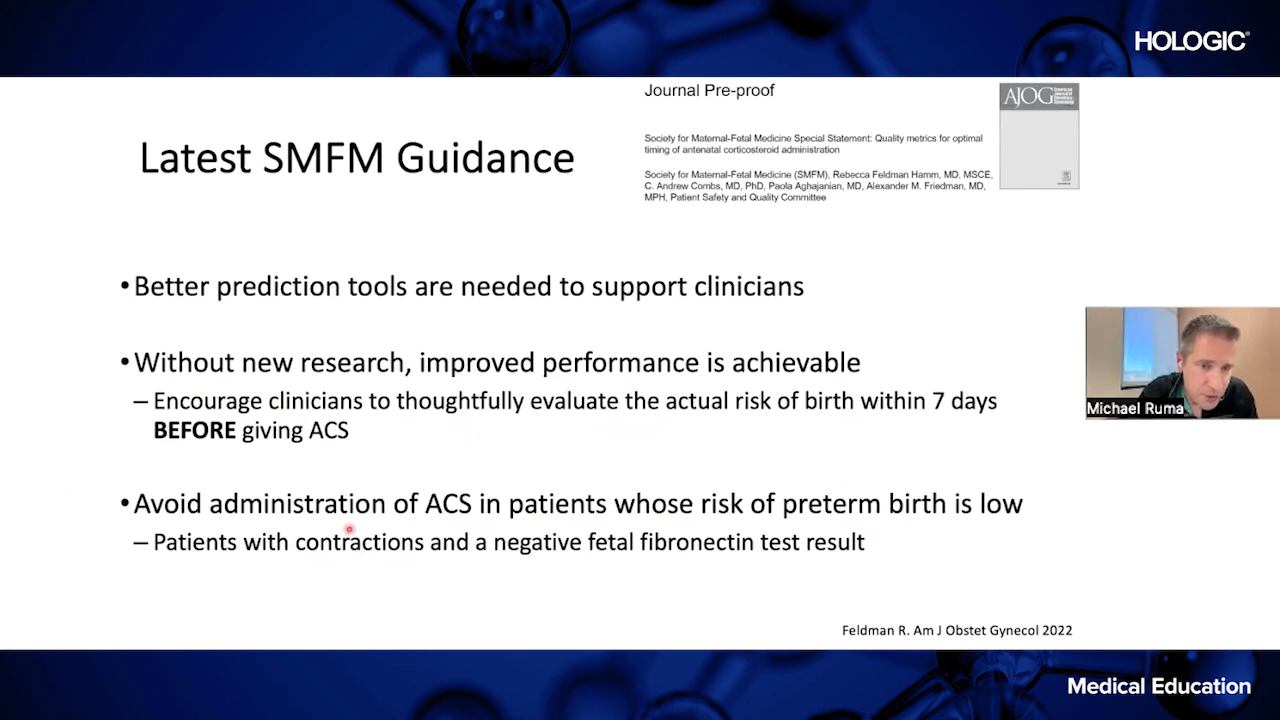 HOLOGIC®
Journal Pre-proof
AJOG
Latest SMFM Guidance
Society for Maternal-Fetal Medicine Special Statement: Quality metrics for optimal
timing of antenatal corticosteroid administration
Society for Maternal-Fetal Medicine (SMFM), Rebecca Feldman Hamm, MD, MSCE,
C. Andrew Combs, MD, PhD, Paola Aghajanian, MD, Alexander M. Friedman, MD,
MPH, Patient Safety and Quality Committee
•Better prediction tools are needed to support clinicians
•Without new research, improved performance is achievable
– Encourage clinicians to thoughtfully evaluate the actual risk of birth within 7 days
BEFORE giving ACS
Michael Ruma
•Avoid administration of ACS in patients whose risk of preterm birth is low
– Patients with contractions and a negative fetal fibronectin test result
Feldman R. Am J Obstet Gynecol 2022
Medical Education